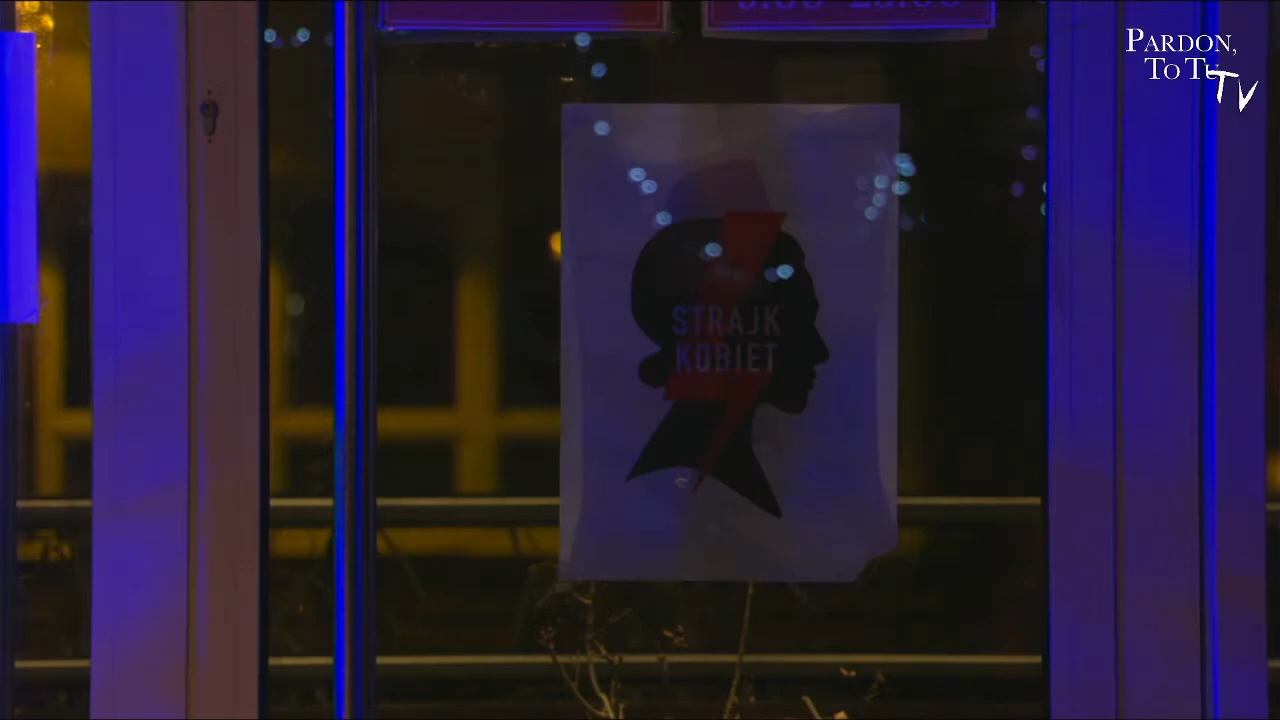 PARDON,
TO TU
TV
STRAJK
KOBIET